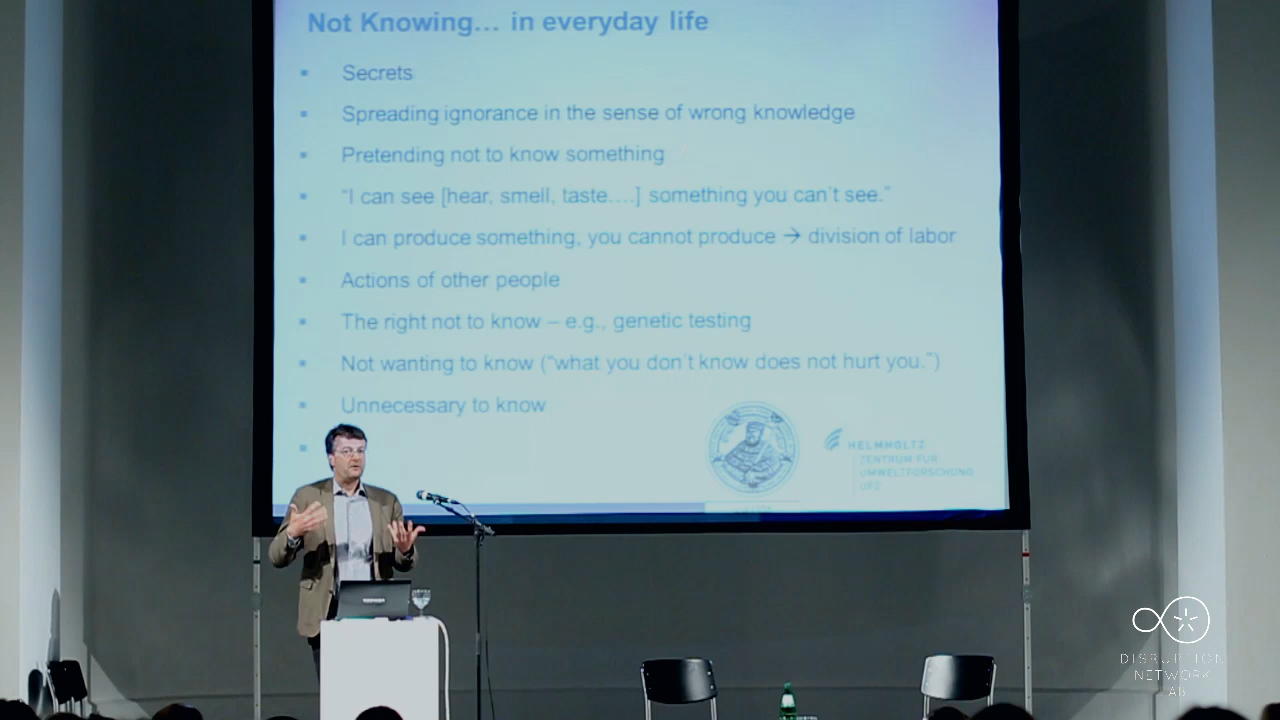 Not Knowing... in everyday life
Secrets
Spreading ignorance in the sense of wrong knowledge
Pretending not to know something
“I can see [hear, smell, taste....] something you can't see.”
I can produce something, you cannot produce → division of labor
Actions of other people
The right not to know – e.g., genetic testing
Not wanting to know (“what you don't know does not hurt you.”)
Unnecessary to know
HELMHOLTZ
ZENTRUM FÜR
UMWELTFORSCHUNG
UFZ
TOSHIBA
DISRUPTION
NETWORK
LAB